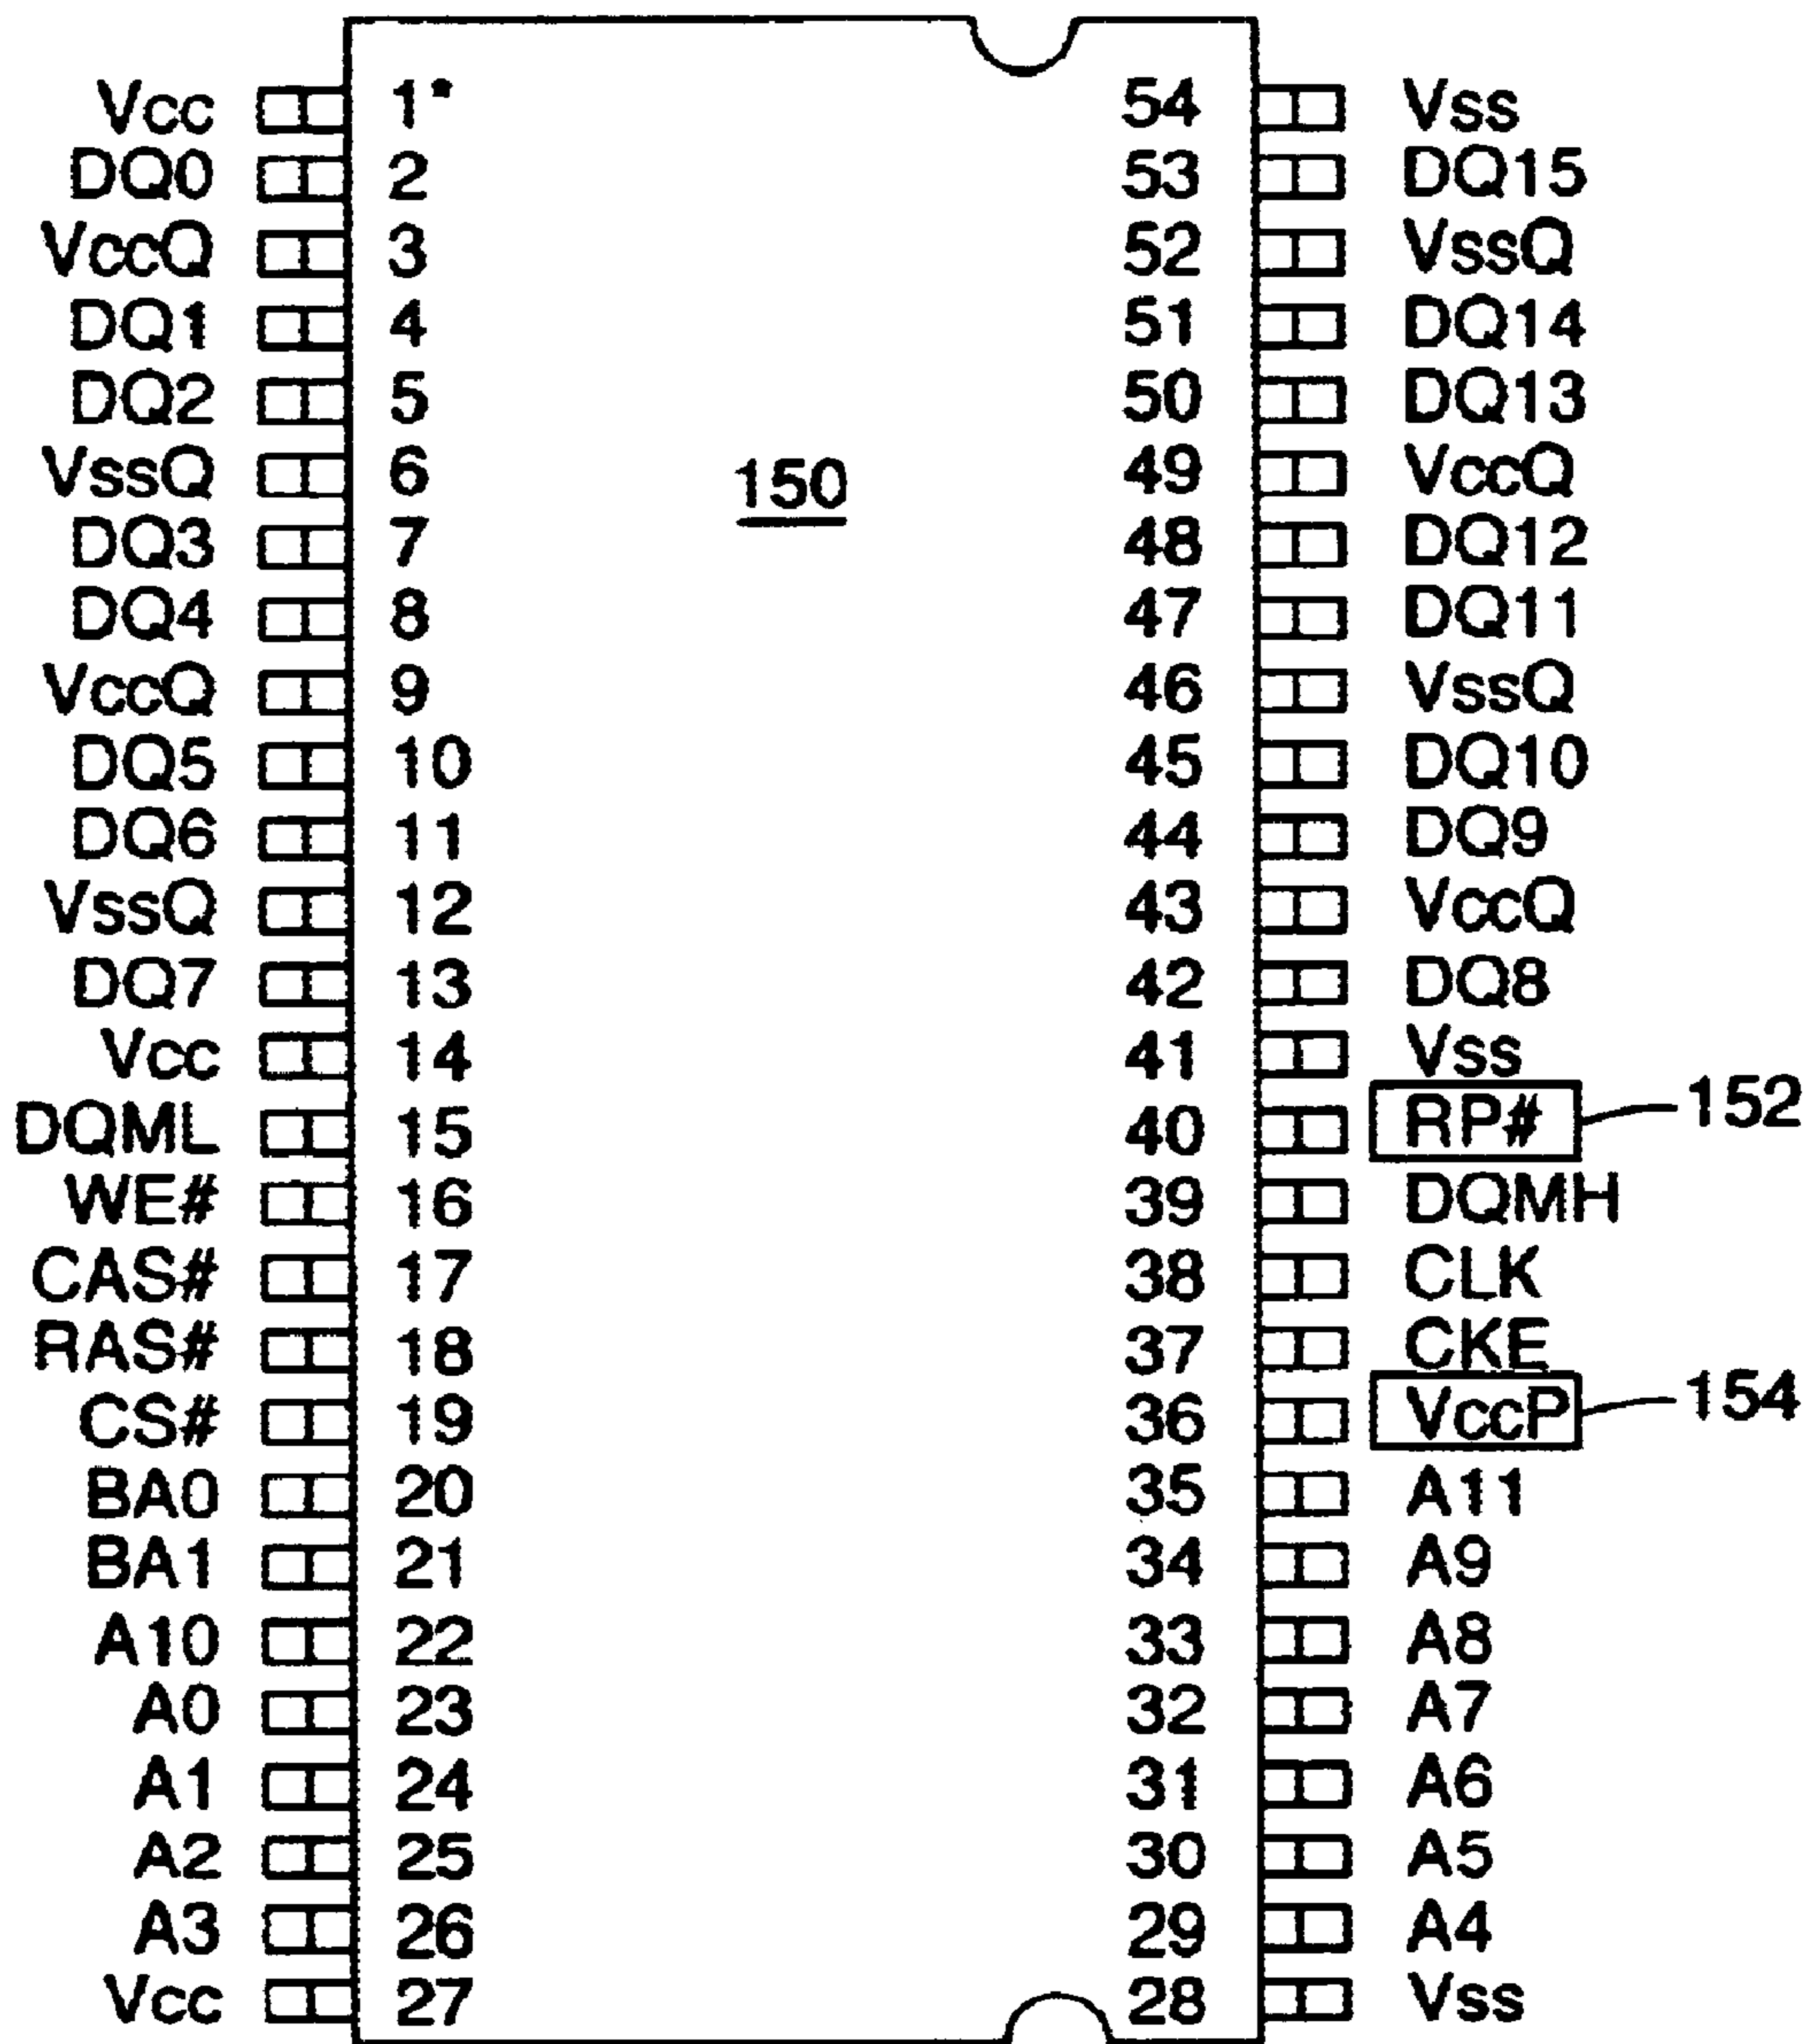 Vcc 1* 54 Vss
DQ0 2 53 DQ15
VccQ 3 52 VssQ
DQ1 4 51 DQ14
DQ2 5 50 DQ13
VssQ 6 150 49 VccQ
DQ3 7 48 DQ12
DQ4 8 47 DQ11
VccQ 9 46 VssQ
DQ5 10 45 DQ10
DQ6 11 44 DQ9
VssQ 12 43 VccQ
DQ7 13 42 DQ8
Vcc 14 41 Vss
DQML 15 40 RP# 152
WE# 16 39 DQMH
CAS# 17 38 CLK
RAS# 18 37 CKE
CS# 19 36 VccP 154
BA0 20 35 A11
BA1 21 34 A9
A10 22 33 A8
A0 23 32 A7
A1 24 31 A6
A2 25 30 A5
A3 26 29 A4
Vcc 27 28 Vss